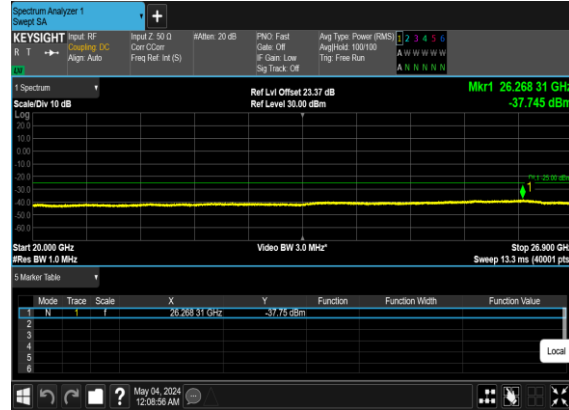 Spectrum Analyzer 1
Swept SA
+
KEYSIGHT Input: RF Input Z: 50 Ω #Atten: 20 dB PNO: Fast Avg Type: Power (RMS) 1 2 3 4 5 6
R T Coupling: DC Corr CCorr Gate: Off Avg|Hold: 100/100 A W W W W W
Align: Auto Freq Ref: Int (S) IF Gain: Low Trig: Free Run
Sig Track: Off A N N N N N
1 Spectrum Ref Lvl Offset 23.37 dB Mkr1 26.268 31 GHz
Scale/Div 10 dB Ref Level 30.00 dBm -37.745 dBm
Log
20.0
10.0
0.00
-10.0
-20.0
-25.00 dBm
-30.0
1
-40.0
-50.0
-60.0
Start 20.000 GHz Video BW 3.0 MHz* Stop 26.900 GHz
#Res BW 1.0 MHz Sweep 13.3 ms (40001 pts)
5 Marker Table
Mode Trace Scale X Y Function Function Width Function Value
1 N 1 f 26.268 31 GHz -37.75 dBm
2
3
4
5
6
Local
? May 04, 2024
12:08:56 AM